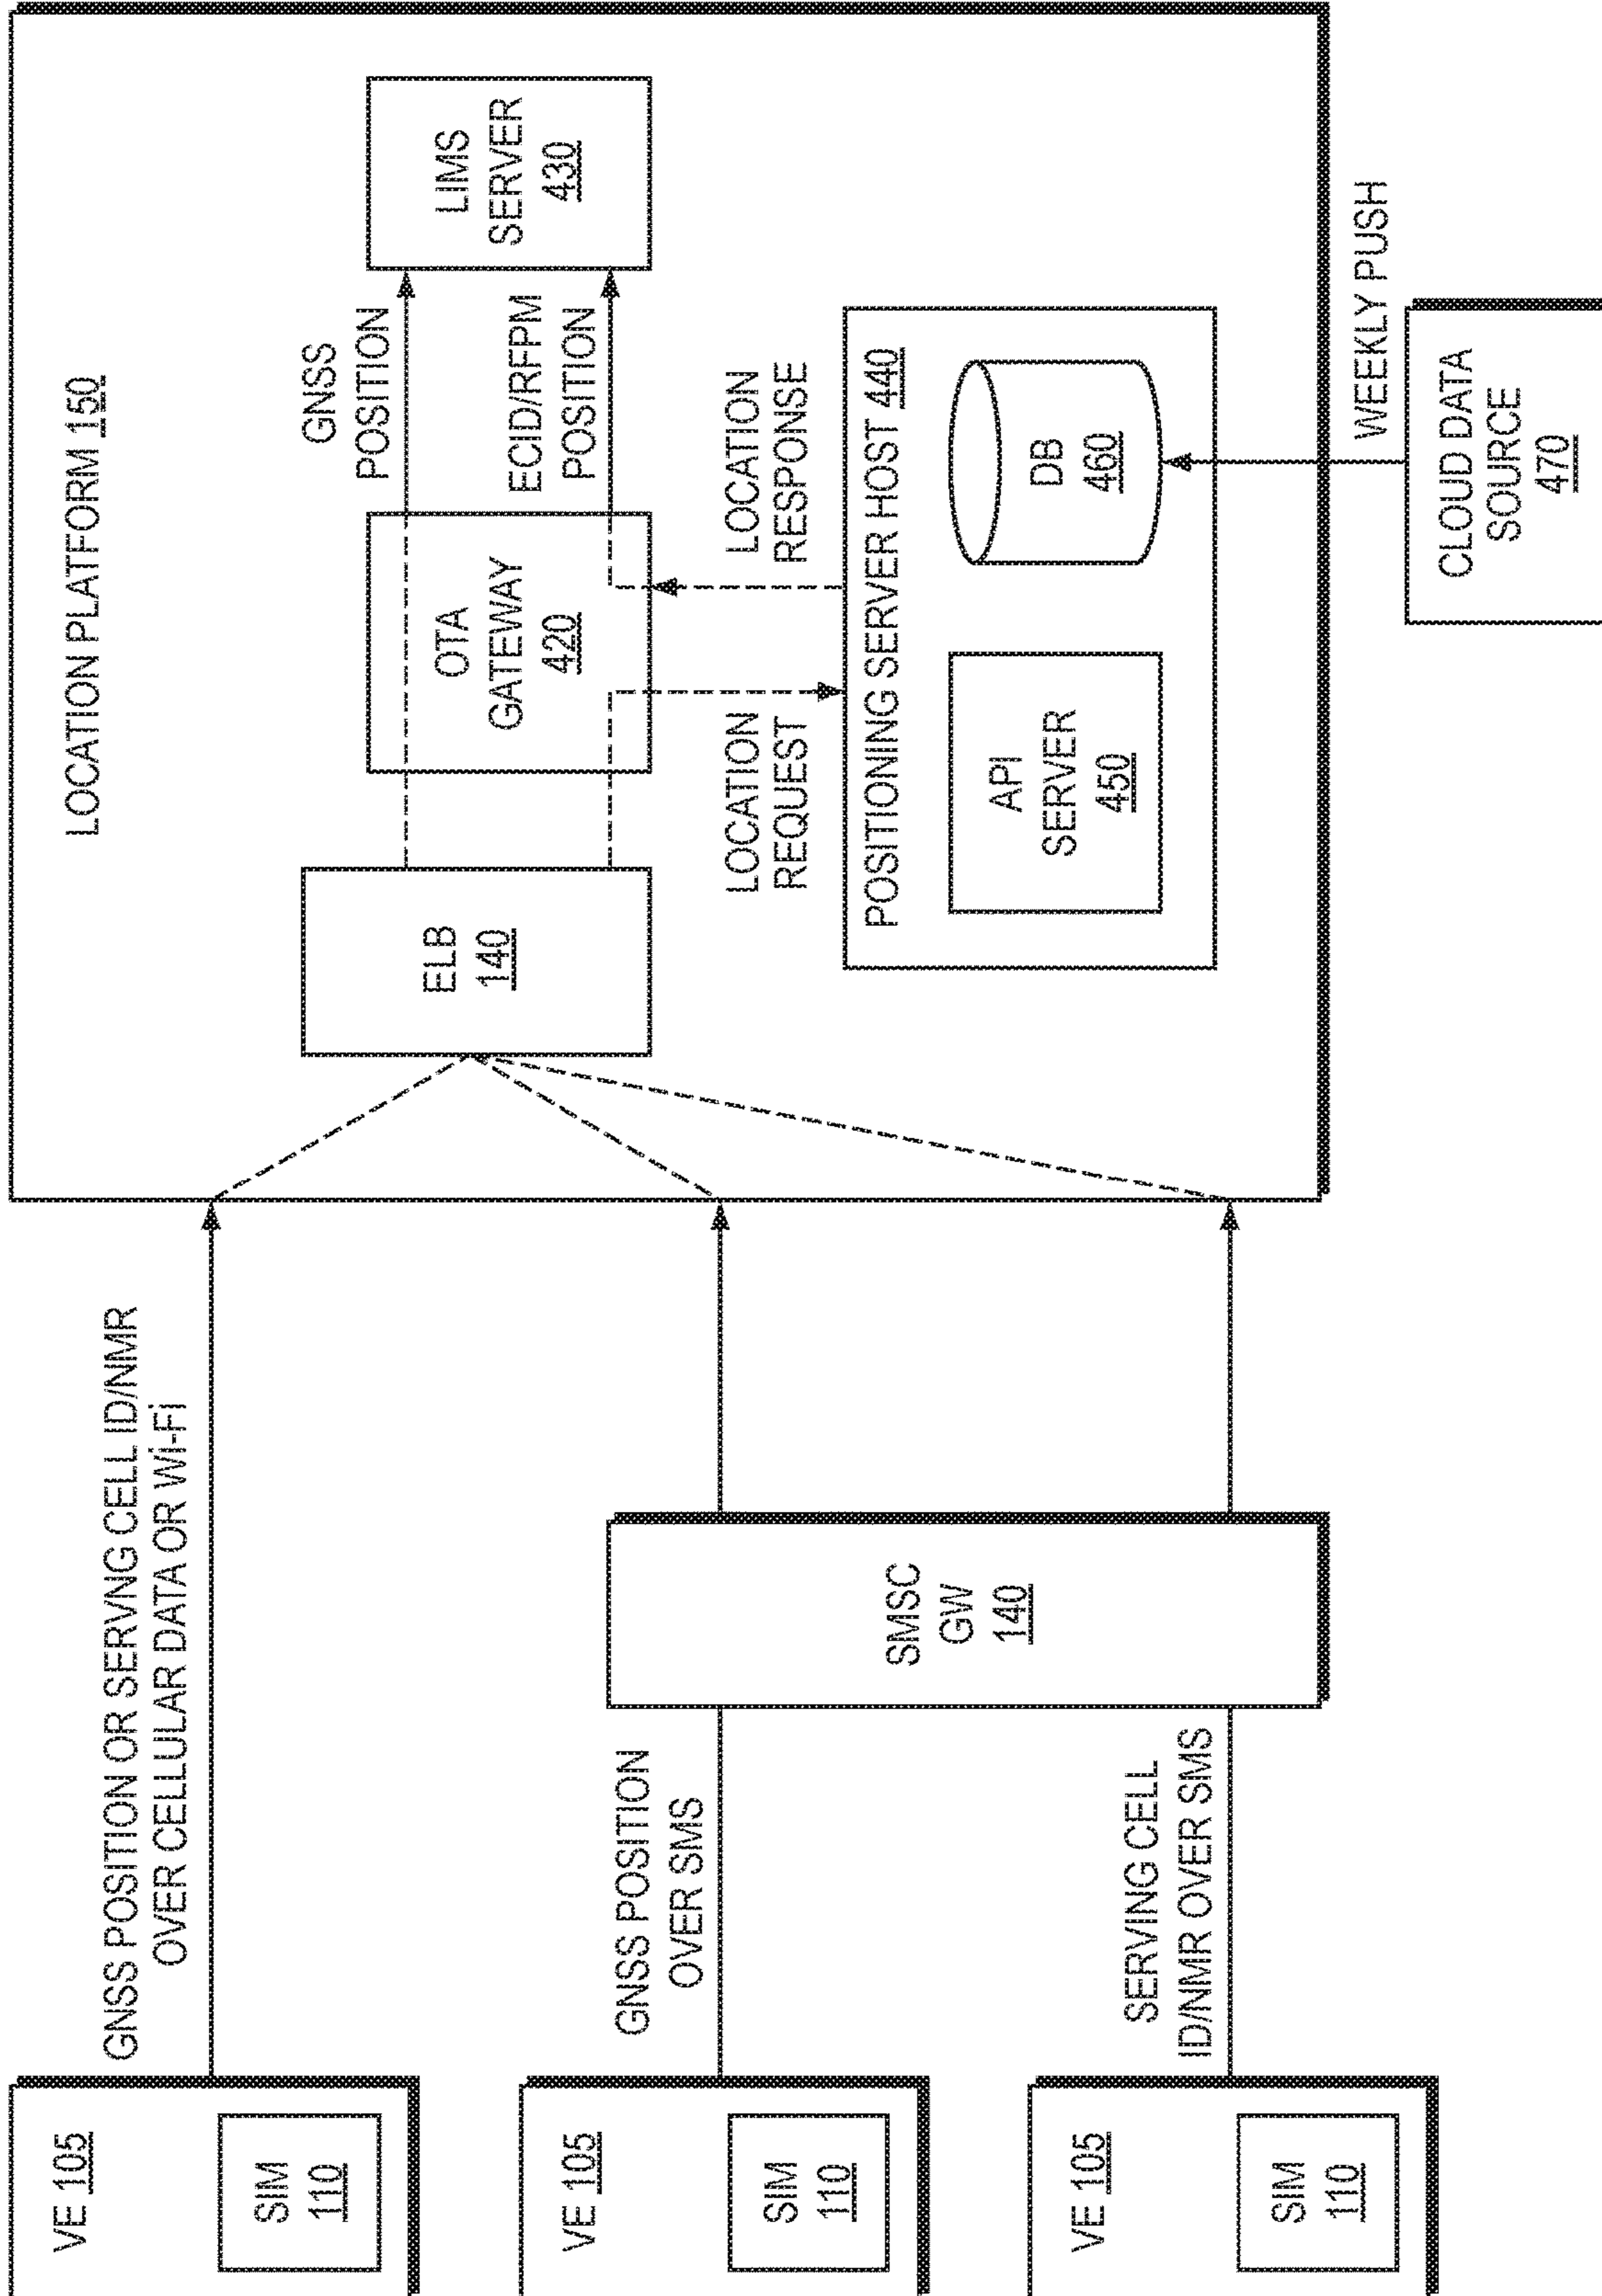 LOCATION PLATFORM 150
GNSS POSITION OR SERVNG CELL ID/NMR
OVER CELLULAR DATA OR Wi-Fi
VE 105
SIM
110
GNSS
POSITION
LIMS
SERVER
430
ECID/RFPM
POSITION
OTA
GATEWAY
420
ELB
140
LOCATION
REQUEST
LOCATION
RESPONSE
GNSS POSITION
OVER SMS
VE 105
SIM
110
SMSC
GW
140
POSITIONING SERVER HOST 440
API
SERVER
450
DB
460
SERVING CELL
ID/NMR OVER SMS
VE 105
SIM
110
WEEKLY PUSH
CLOUD DATA
SOURCE
470